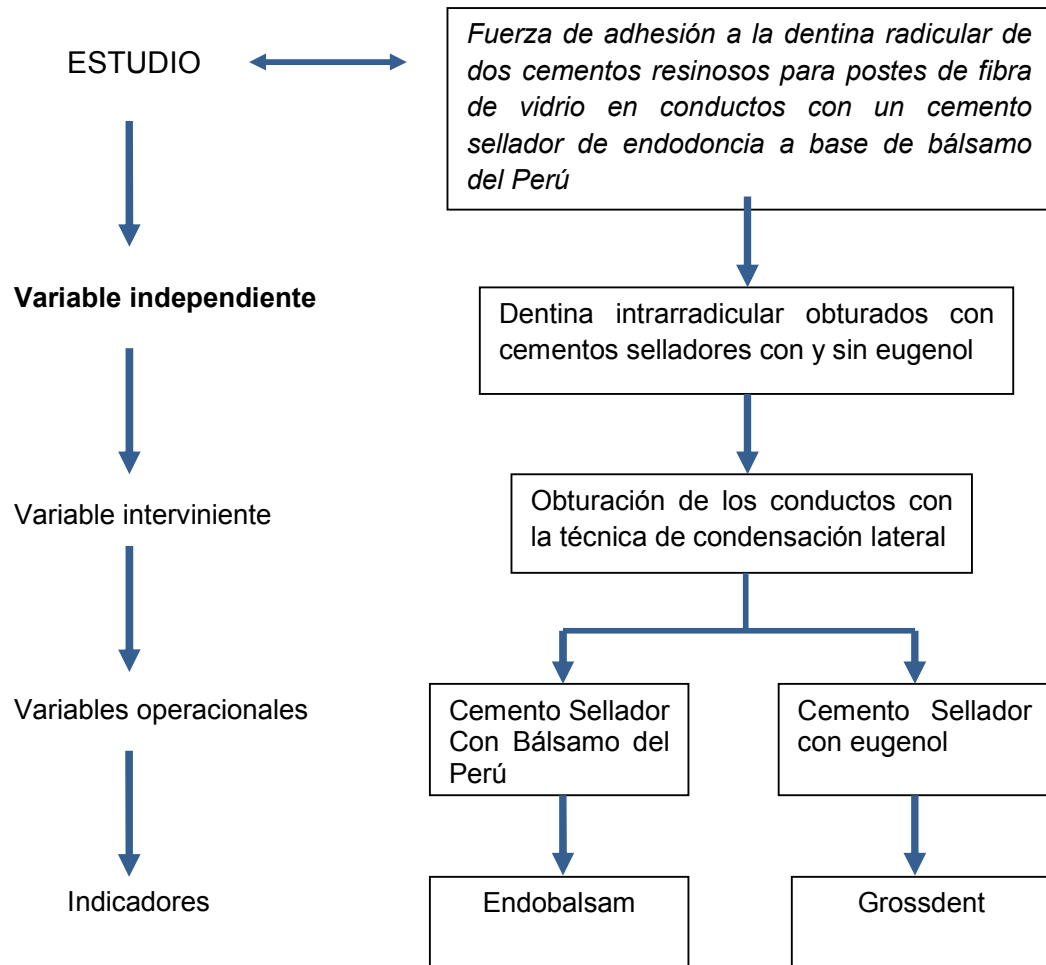 ESTUDIO
Fuerza de adhesión a la dentina radicular de
dos cementos resinosos para postes de fibra
de vidrio en conductos con un cemento
sellador de endodoncia a base de bálsamo
del Perú
Variable independiente
Dentina intrarradicular obturados con
cementos selladores con y sin eugenol
Variable interviniente
Obturación de los conductos con
la técnica de condensación lateral
Variables operacionales
Cemento Sellador
Con Bálsamo del
Perú
Cemento Sellador
con eugenol
Indicadores
Endobalsam
Grossdent